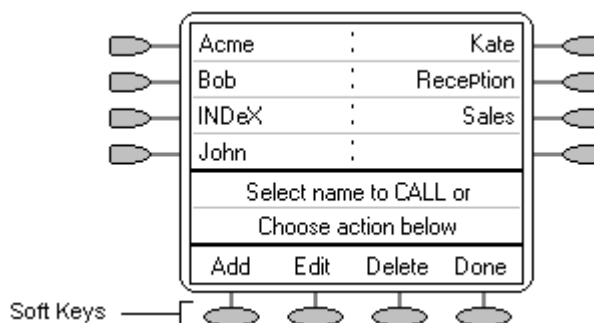 Acme : Kate
Bob : Reception
INDeX : Sales
John :
Select name to CALL or
Choose action below
Add Edit Delete Done
Soft Keys